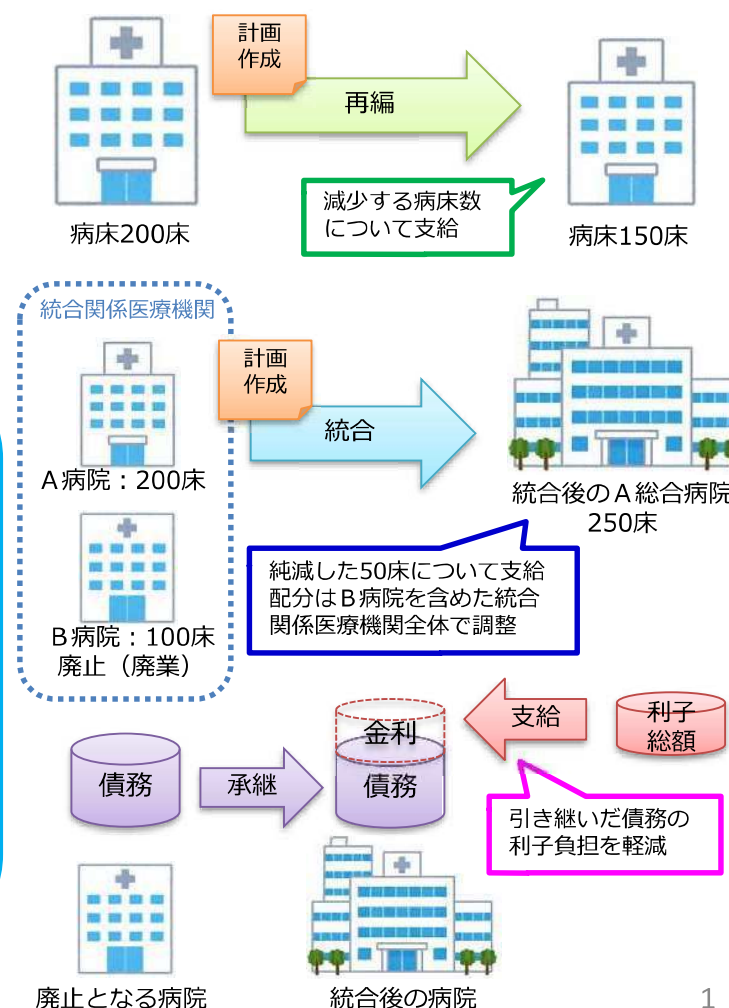 計画
作成
再編
減少する病床数
について支給
病床200床
病床150床
統合関係医療機関
計画
作成
統合
A病院：200床
統合後のA総合病院
250床
純減した50床について支給
配分はB病院を含めた統合
関係医療機関全体で調整
B病院：100床
廃止（廃業）
債務
承継
金利
債務
支給
利子
総額
引き継いだ債務の
利子負担を軽減
廃止となる病院
統合後の病院
1